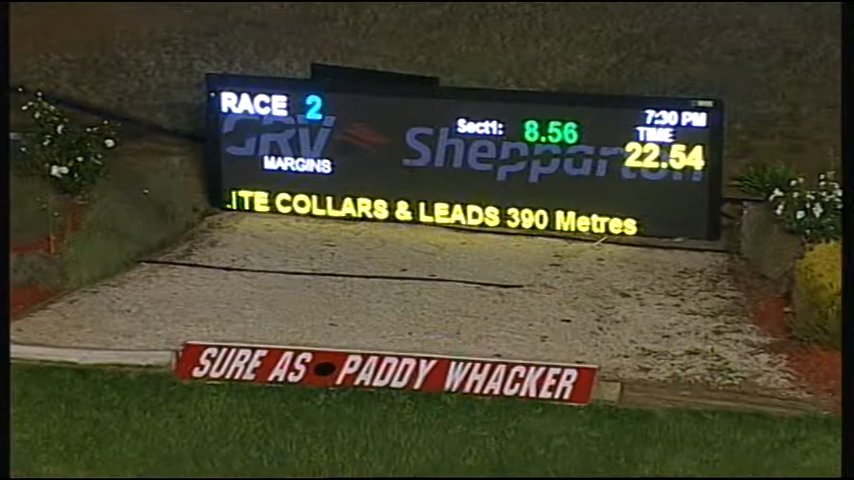 RACE 2
GRV Shepparton
Sect1: 8.56
7:30 PM
TIME
22.54
MARGINS
ITE COLLARS & LEADS 390 Metres
SURE AS PADDY WHACKER